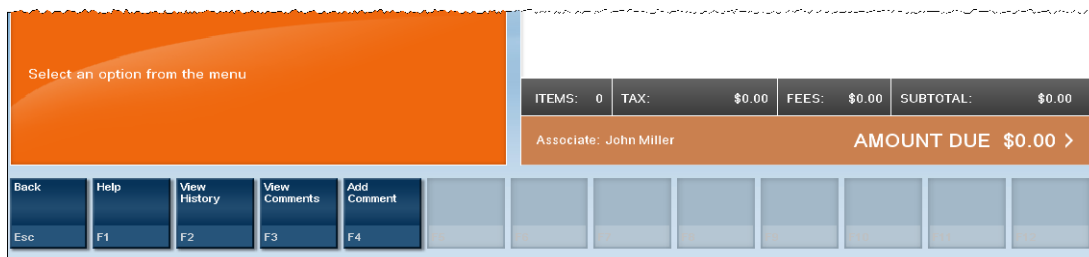 Select an option from the menu
ITEMS: 0 TAX: $0.00 FEES: $0.00 SUBTOTAL: $0.00
Associate: John Miller AMOUNT DUE $0.00 >
Back Help View History View Comments Add Comment
Esc F1 F2 F3 F4